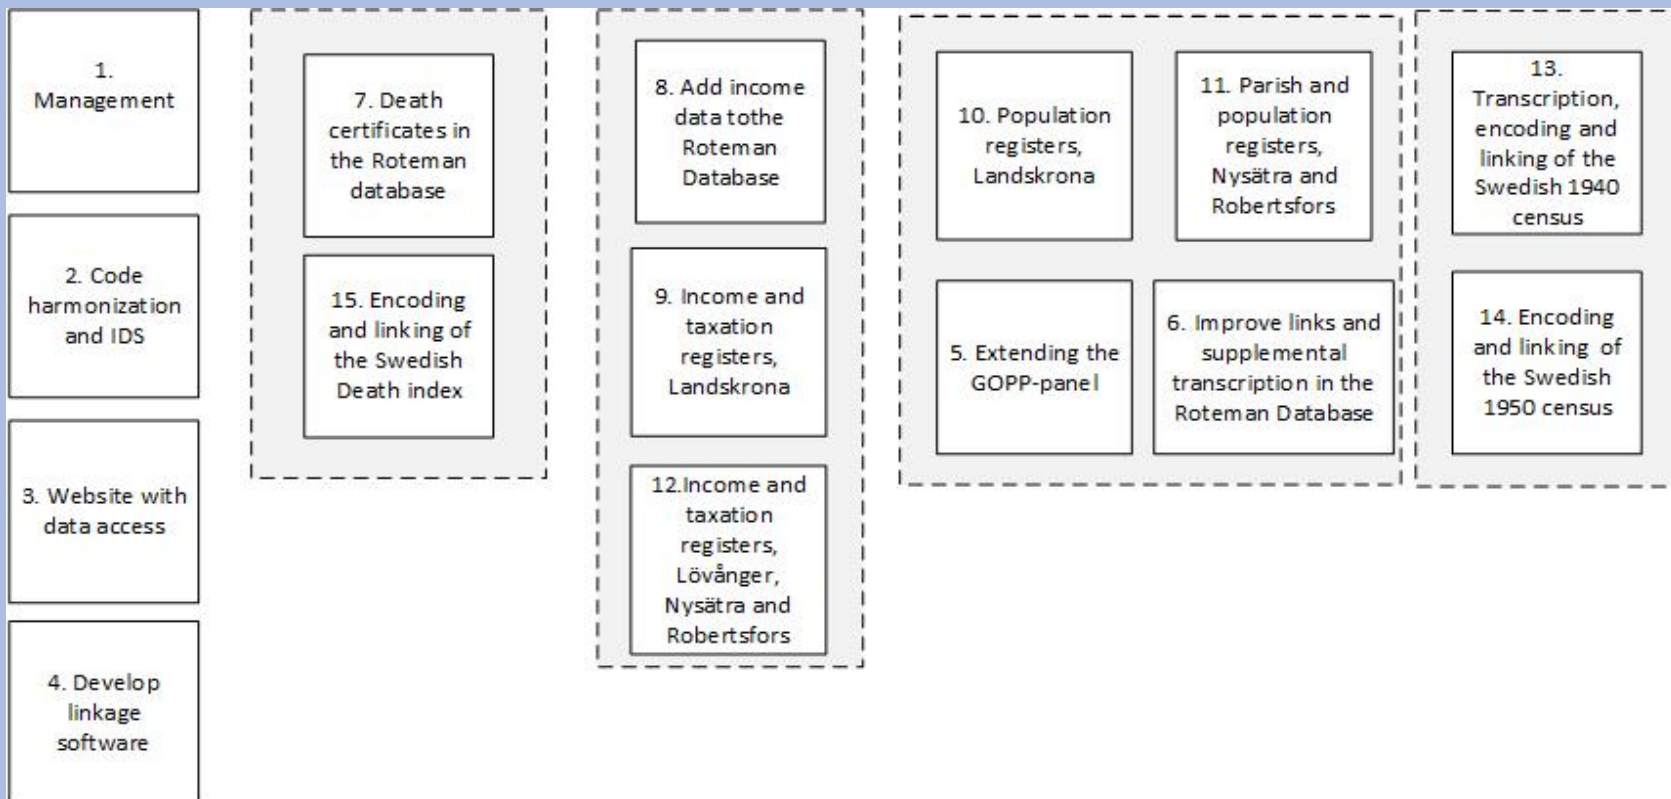 1.
Management
2. Code
harmonization
and IDS
3. Website with
data access
4. Develop
linkage
software
7. Death
certificates in
the Roteman
database
15. Encoding
and linking of
the Swedish
Death index
8. Add income
data tothe
Roteman
Database
9. Income and
taxation
registers,
Landskrona
12.Income and
taxation
registers,
Lövånger,
Nysätra and
Robertsfors
10. Population
registers,
Landskrona
11. Parish and
population
registers,
Nysätra and
Robertsfors
5. Extending the
GOPP-panel
6. Improve links and
supplemental
transcription in the
Roteman Database
13.
Transcription,
encoding and
linking of the
Swedish 1940
census
14. Encoding
and linking of
the Swedish
1950 census